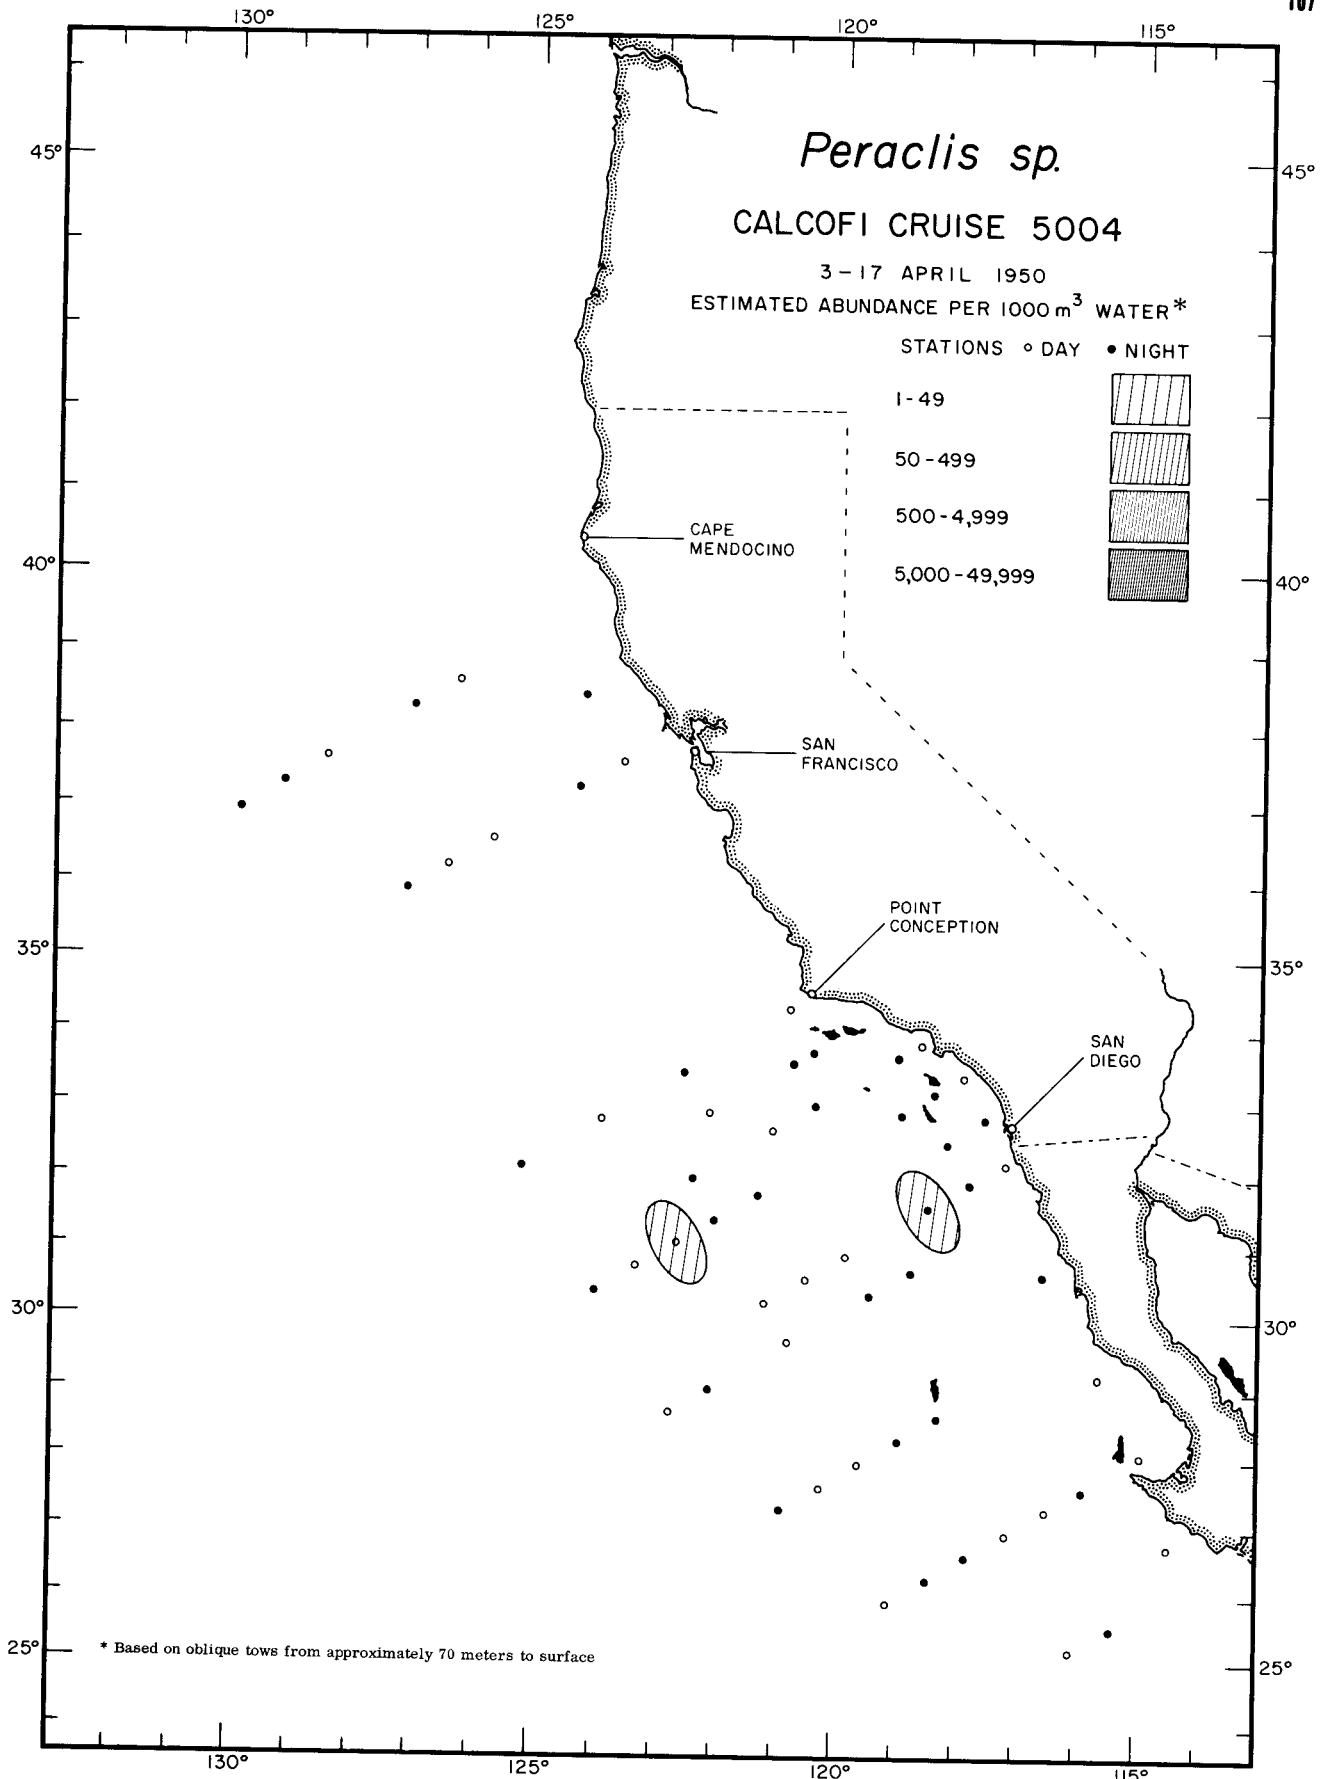 130°
125°
120°
115°
45°
45°
Peraclis sp.
CALCOFI CRUISE 5004
3-17 APRIL 1950
ESTIMATED ABUNDANCE PER 1000 m³ WATER*
STATIONS ○ DAY ● NIGHT
1-49
50-499
500-4,999
5,000-49,999
CAPE
MENDOCINO
40°
40°
SAN
FRANCISCO
POINT
CONCEPTION
35°
35°
SAN
DIEGO
30°
30°
25°
25°
* Based on oblique tows from approximately 70 meters to surface
130°
125°
120°
115°